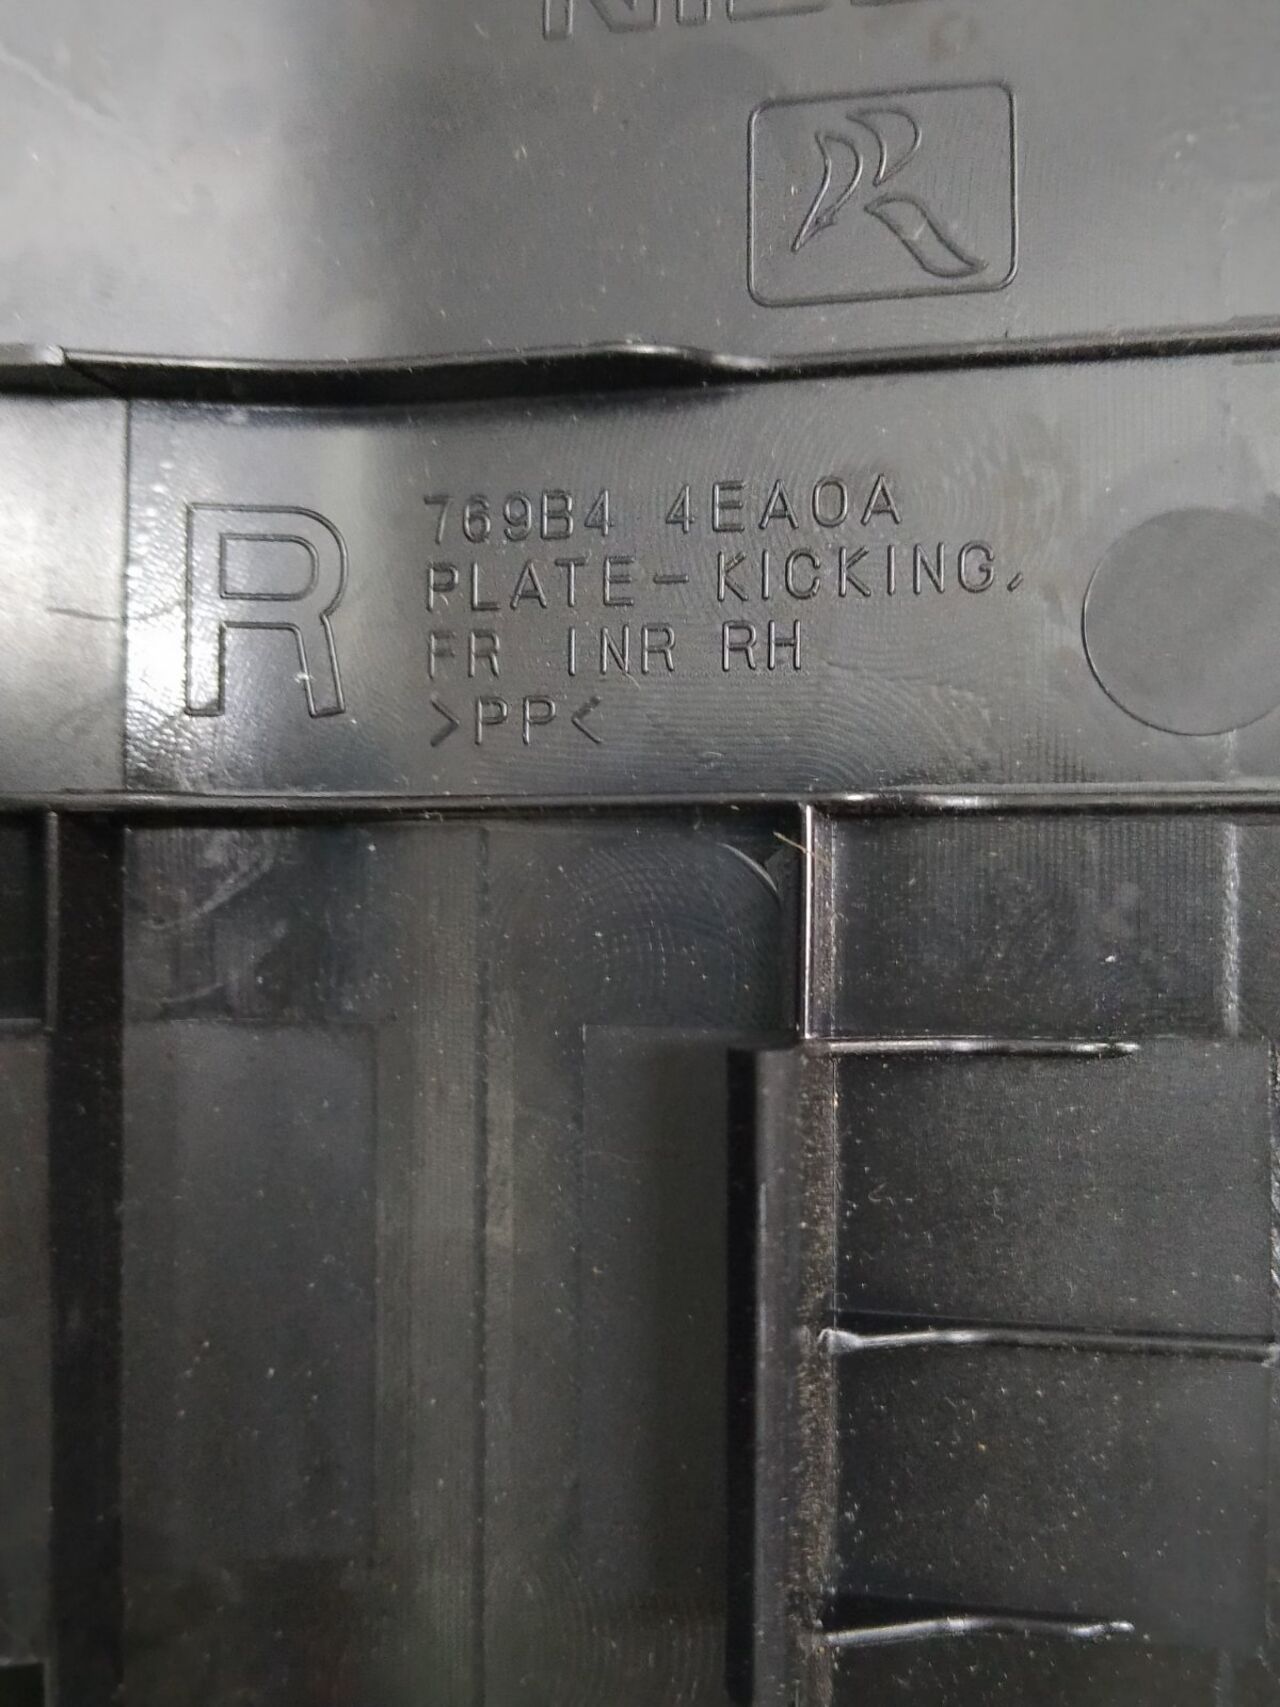 R
769B4 4EA0A
PLATE-KICKING,
FR INR RH
>PP<